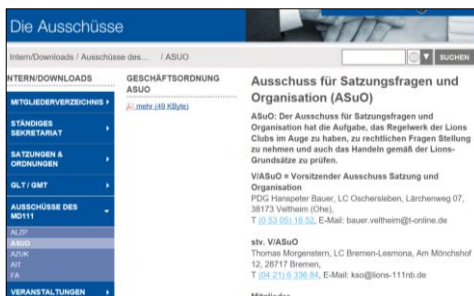 Die Ausschüsse
Intern/Downloads / Ausschüsse des... / ASUO
SUCHEN
NTERN/DOWNLOADS
MITGLIEDERVERZEICHNIS
STÄNDIGES
SEKRETARIAT
SATZUNGEN &
ORDNUNGEN
GLT / GMT
AUSSCHÜSSE DES
MD111
ALZP
ASUO
AZUK
AIT
FA
VERANSTALTUNGEN
GESCHÄFTSORDNUNG
ASUO
mehr (49 KByte)
Ausschuss für Satzungsfragen und
Organisation (ASuO)
ASuO: Der Ausschuss für Satzungsfragen und
Organisation hat die Aufgabe, das Regelwerk der Lions
Clubs im Auge zu haben, zu rechtlichen Fragen Stellung
zu nehmen und auch das Handeln gemäß der Lions-
Grundsätze zu prüfen.
V/ASuO = Vorsitzender Ausschuss Satzung und
Organisation
PDG Hanspeter Bauer, LC Oschersleben, Lärchenweg 07,
38173 Veltheim (Ohe),
T (0 53 05) 16 52, E-Mail: bauer.veltheim@t-online.de
stv. V/ASuO
Thomas Morgenstern, LC Bremen-Lesmona, Am Mönchshof
12, 28717 Bremen,
T (04 21) 6 336 84, E-Mail: kso@lions-111nb.de
Mitglieder